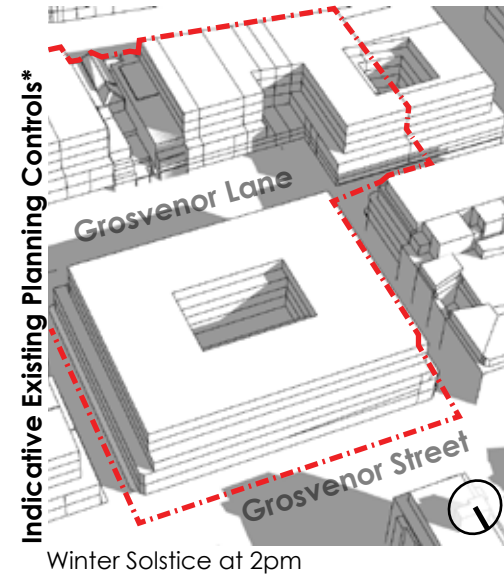 Indicative Existing Planning Controls*
Grosvenor Lane
Grosvenor Street
Winter Solstice at 2pm